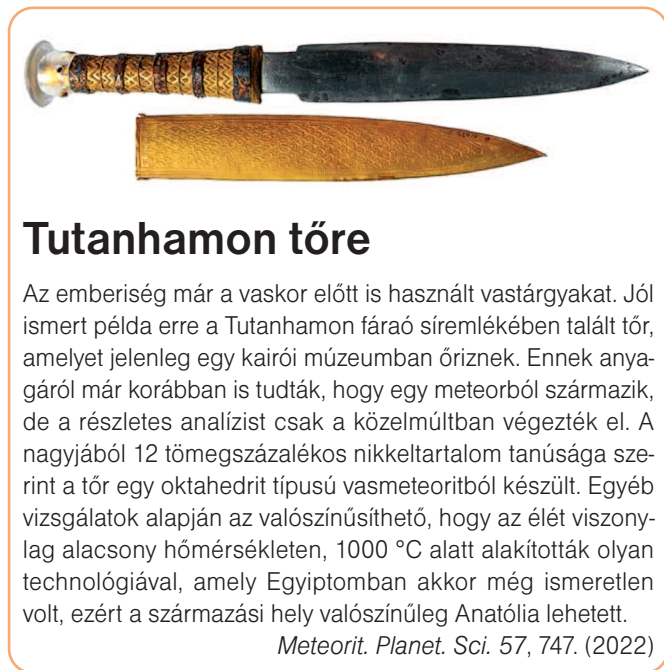 Tutanhamon tőre
Az emberiség már a vaskor előtt is használt vastárgyakat. Jól
ismert példa erre a Tutanhamon fáraó síremlékében talált tőr,
amelyet jelenleg egy kairói múzeumban őriznek. Ennek anya-
gáról már korábban is tudták, hogy egy meteorból származik,
de a részletes analízist csak a közelmúltban végezték el. A
nagyjából 12 tömegszázalékos nikkeltartalom tanúsága sze-
rint a tőr egy oktahedrit típusú vasmeteoritból készült. Egyéb
vizsgálatok alapján az valószínűsíthető, hogy az élét viszony-
lag alacsony hőmérsékleten, 1000 °C alatt alakították olyan
technológiával, amely Egyiptomban akkor még ismeretlen
volt, ezért a származási hely valószínűleg Anatólia lehetett.
Meteorit. Planet. Sci. 57, 747. (2022)